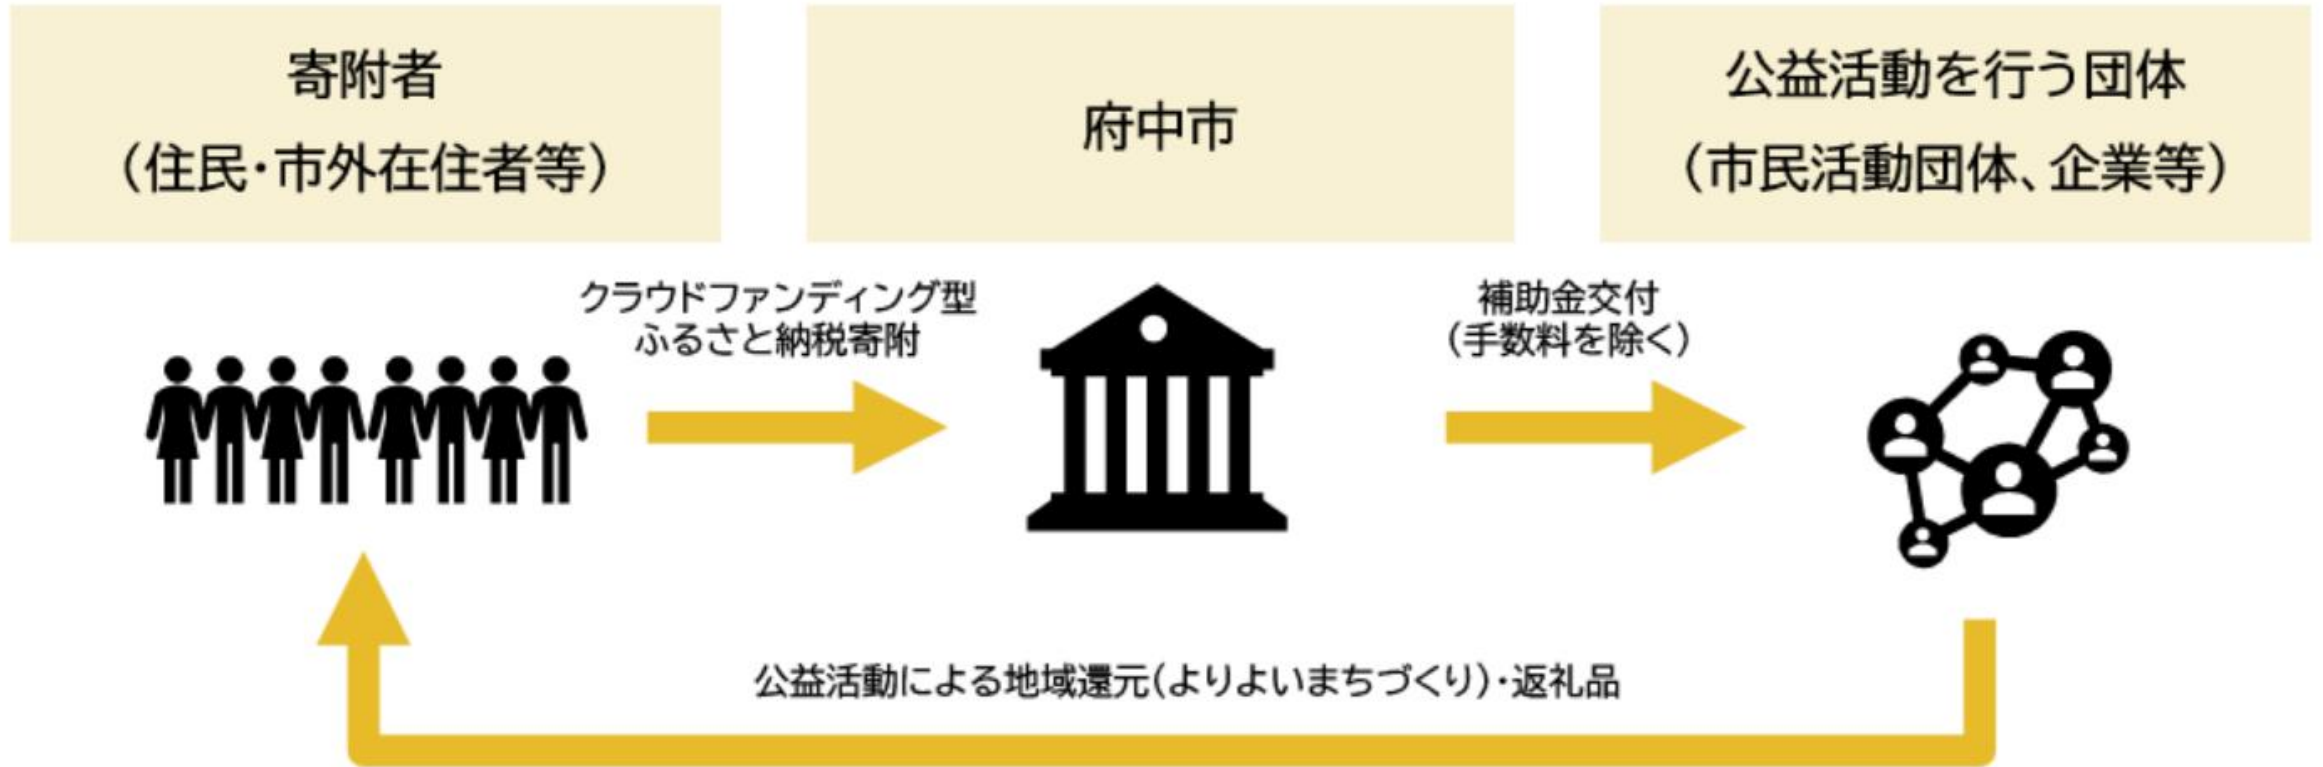 寄附者
（住民・市外在住者等）
府中市
公益活動を行う団体
（市民活動団体、企業等）
クラウドファンディング型
ふるさと納税寄附
補助金交付
（手数料を除く）
公益活動による地域還元（よりよいまちづくり）・返礼品